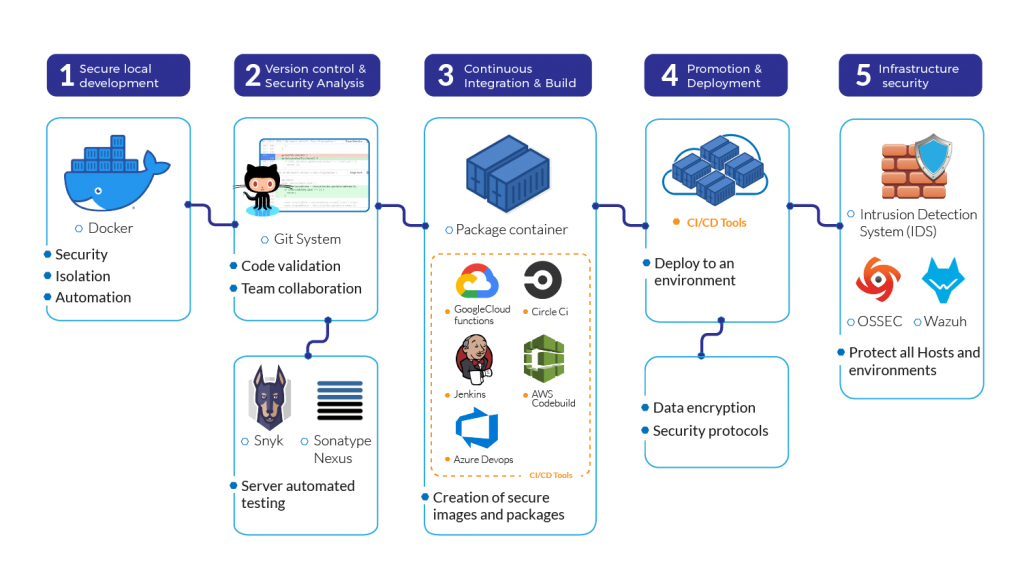 1 Secure local
development
Docker
Security
Isolation
Automation
2 Version control &
Security Analysis
Git System
Code validation
Team collaboration
Snyk
Sonatype
Nexus
Server automated
testing
3 Continuous
Integration & Build
Package container
GoogleCloud
functions
Circle Ci
Jenkins
AWS
Codebuild
Azure Devops
CI/CD Tools
Creation of secure
images and packages
4 Promotion &
Deployment
CI/CD Tools
Deploy to an
environment
Data encryption
Security protocols
5 Infrastructure
security
Intrusion Detection
System (IDS)
OSSEC
Wazuh
Protect all Hosts and
environments